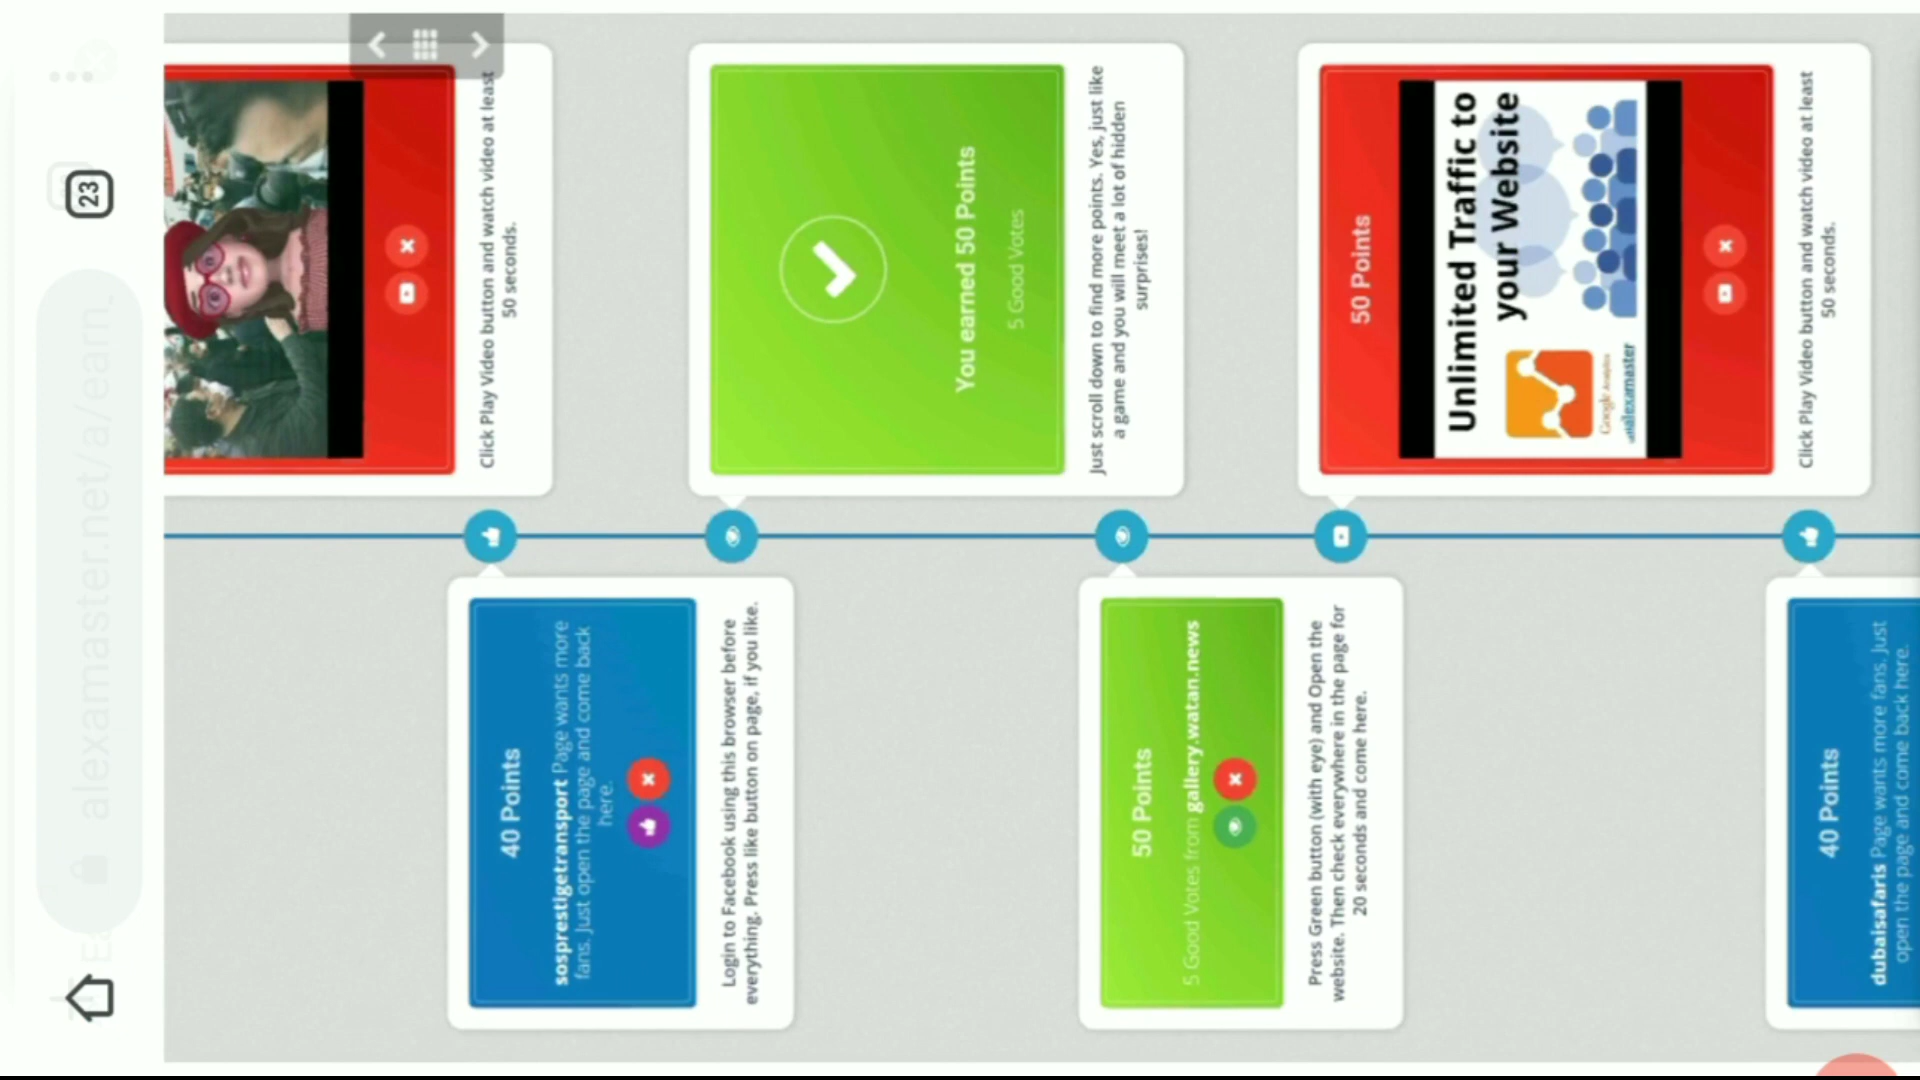 23
alexamaster.net/a/earn.
Click Play Video button and watch video at least
50 seconds.
40 Points
sosprestigetransport Page wants more
fans. Just open the page and come back
here.
Login to Facebook using this browser before
everything. Press like button on page, if you like.
You earned 50 Points
5 Good Votes
Just scroll down to find more points. Yes, just like
a game and you will meet a lot of hidden
surprises!
50 Points
5 Good Votes from gallery.watan.news
Press Green button (with eye) and Open the
website. Then check everywhere in the page for
20 seconds and come here.
50 Points
Unlimited Traffic to
your Website
Google Analytics
alexamaster
Click Play Video button and watch video at least
50 seconds.
40 Points
dubaisafaris Page wants more fans. Just
open the page and come back here.